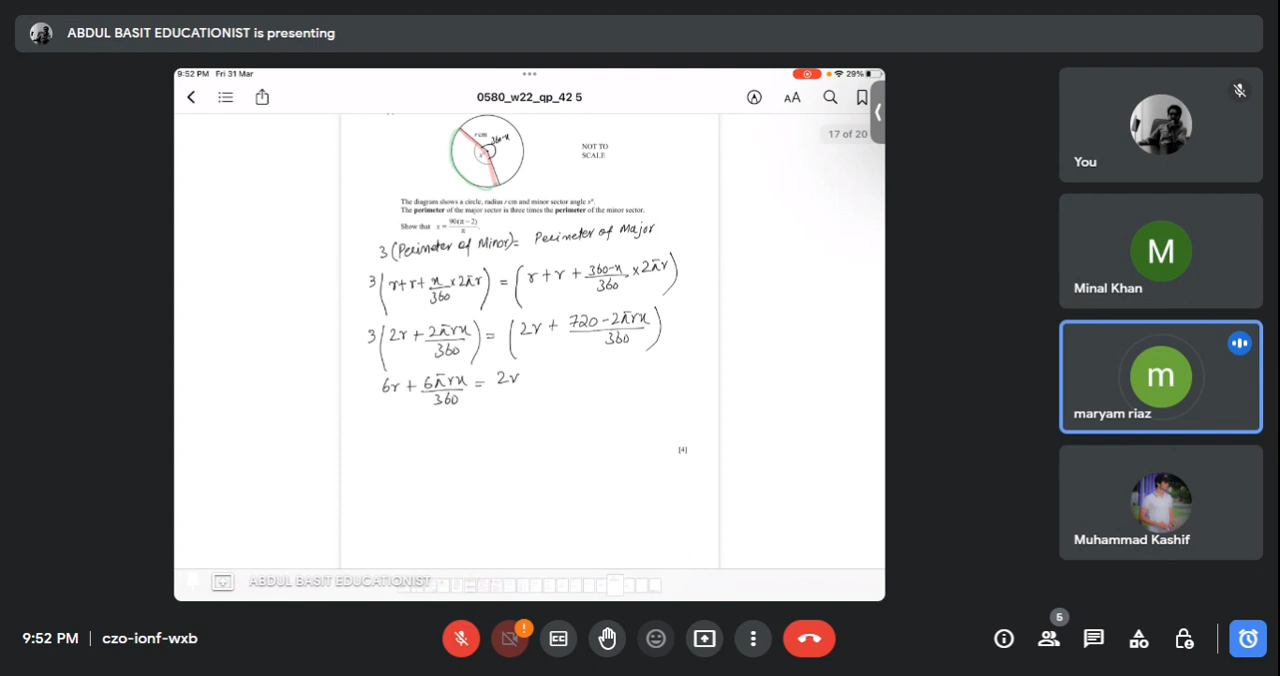 ABDUL BASIT EDUCATIONIST is presenting
9:52 PM Fri 31 Mar
29%
0580_w22_qp_42 5
AA
17 of 20
r cm
360-x
x°
NOT TO
SCALE
The diagram shows a circle, radius r cm and minor sector angle x°.
The perimeter of the major sector is three times the perimeter of the minor sector.
Show that x = 90(π − 2)/π.
3 (Perimeter of Minor) = Perimeter of Major
3 (r+r+ x/360 × 2πr) = (r+r+ 360-x/360 × 2πr)
3 (2r + 2πrx/360) = (2r + 720-2πrx/360)
6r + 6πrx/360 = 2r
[4]
ABDUL BASIT EDUCATIONIST
You
M
Minal Khan
m
maryam riaz
Muhammad Kashif
9:52 PM | czo-ionf-wxb
!
CC
5